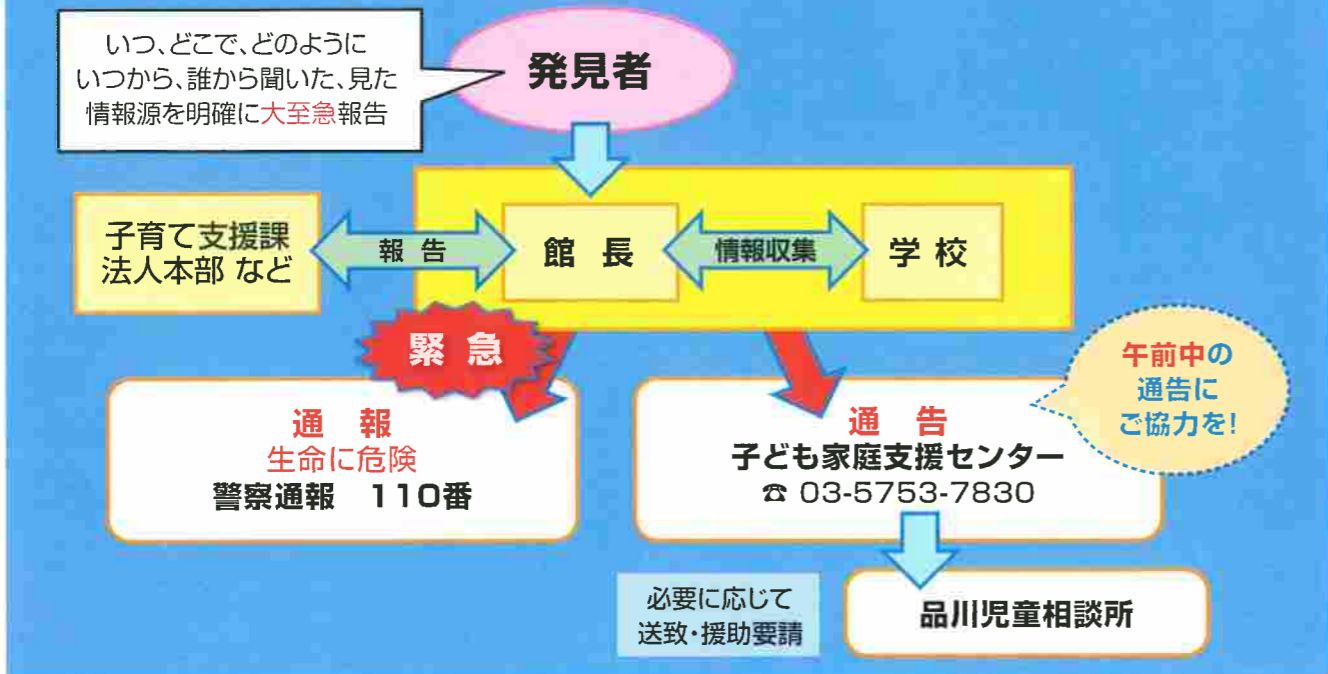 いつ、どこで、どのように
いつから、誰から聞いた、見た
情報源を明確に大至急報告
発見者
子育て支援課
法人本部 など
報 告
館 長
情報収集
学 校
緊 急
午前中の
通告に
ご協力を!
通 報
生命に危険
警察通報 110番
通 告
子ども家庭支援センター
☎ 03-5753-7830
必要に応じて
送致・援助要請
品川児童相談所